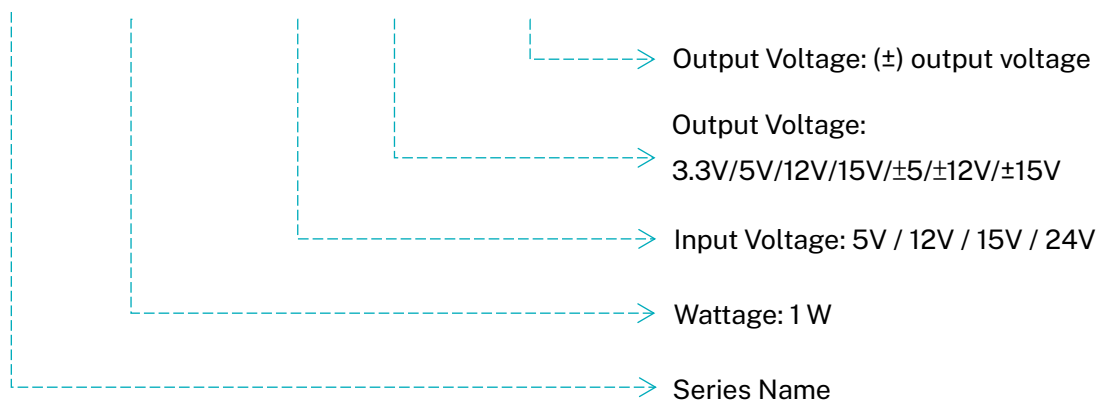 Output Voltage: (±) output voltage
Output Voltage:
3.3V/5V/12V/15V/±5/±12V/±15V
Input Voltage: 5V / 12V / 15V / 24V
Wattage: 1 W
Series Name